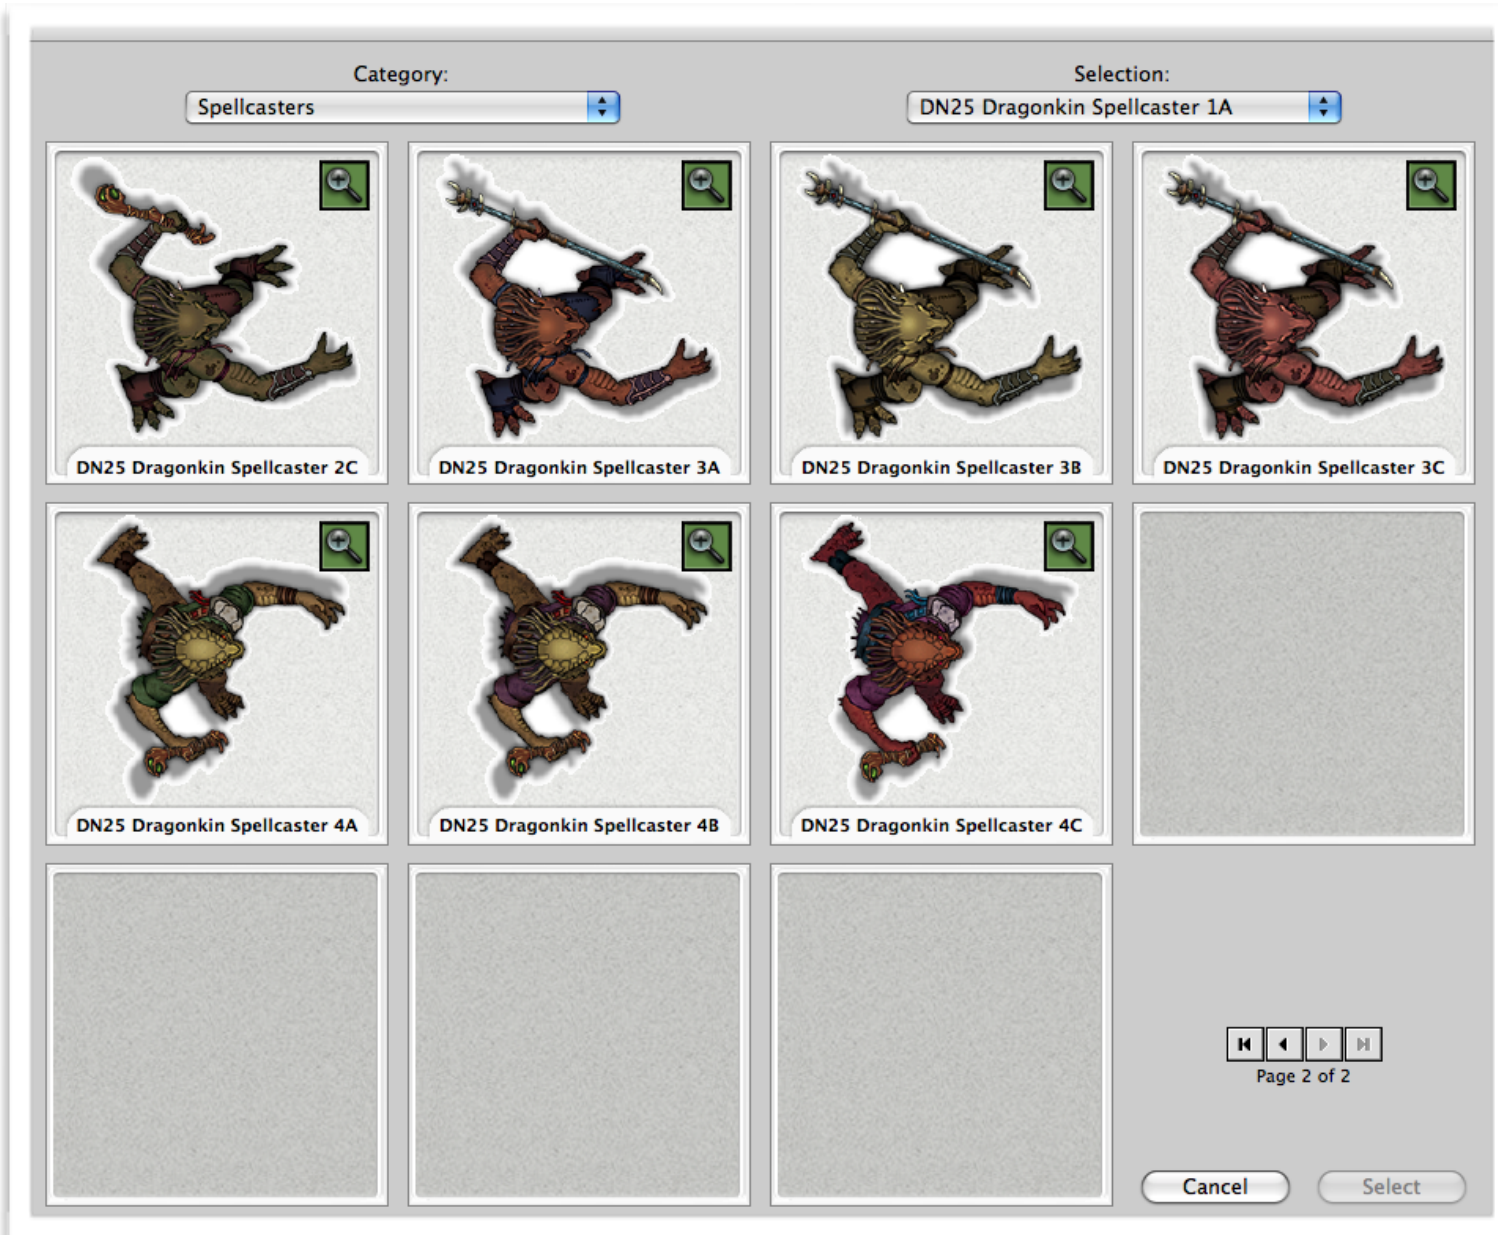 Category:
Selection:
Spellcasters
DN25 Dragonkin Spellcaster 1A
DN25 Dragonkin Spellcaster 2C
DN25 Dragonkin Spellcaster 3A
DN25 Dragonkin Spellcaster 3B
DN25 Dragonkin Spellcaster 3C
DN25 Dragonkin Spellcaster 4A
DN25 Dragonkin Spellcaster 4B
DN25 Dragonkin Spellcaster 4C
Page 2 of 2
Cancel
Select